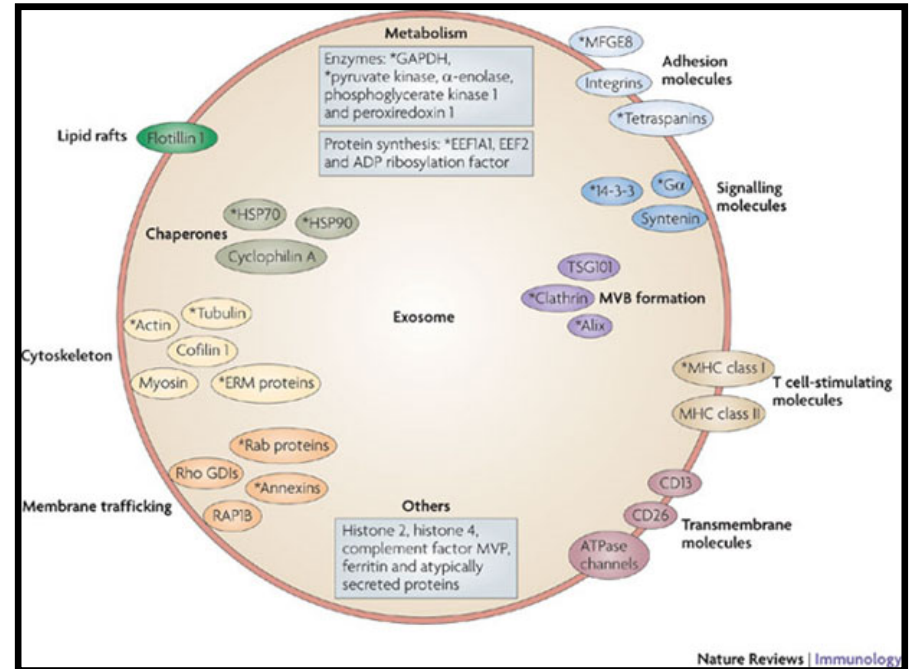 Metabolism
Enzymes: *GAPDH,
*pyruvate kinase, α-enolase,
phosphoglycerate kinase 1
and peroxiredoxin 1
Protein synthesis: *EEF1A1, EEF2
and ADP ribosylation factor
*MFGE8
Integrins
*Tetraspanins
Adhesion
molecules
Lipid rafts
Flotillin 1
*14-3-3
*Gα
Syntenin
Signalling
molecules
*HSP70
*HSP90
Chaperones
Cyclophilin A
TSG101
*Clathrin
*Alix
MVB formation
Exosome
*Actin
*Tubulin
Cofilin 1
Myosin
*ERM proteins
Cytoskeleton
*MHC class I
MHC class II
T cell-stimulating
molecules
*Rab proteins
Rho GDIs
*Annexins
RAP1B
Membrane trafficking
CD13
CD26
ATPase
channels
Transmembrane
molecules
Others
Histone 2, histone 4,
complement factor MVP,
ferritin and atypically
secreted proteins
Nature Reviews | Immunology